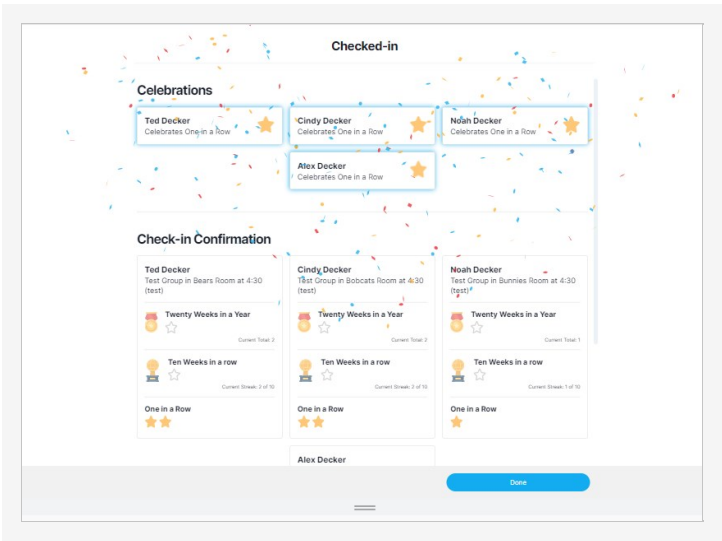 Checked-in
Celebrations
Ted Decker
Celebrates One in a Row
Cindy Decker
Celebrates One in a Row
Noah Decker
Celebrates One in a Row
Alex Decker
Celebrates One in a Row
Check-in Confirmation
Ted Decker
Test Group in Bears Room at 4:30
(test)
Twenty Weeks in a Year
Current Total: 2
Ten Weeks in a row
Current Streak: 2 of 10
One in a Row
Cindy Decker
Test Group in Bobcats Room at 4:30
(test)
Twenty Weeks in a Year
Current Total: 2
Ten Weeks in a row
Current Streak: 2 of 10
One in a Row
Noah Decker
Test Group in Bunnies Room at 4:30
(test)
Twenty Weeks in a Year
Current Total: 1
Ten Weeks in a row
Current Streak: 1 of 10
One in a Row
Alex Decker
Done